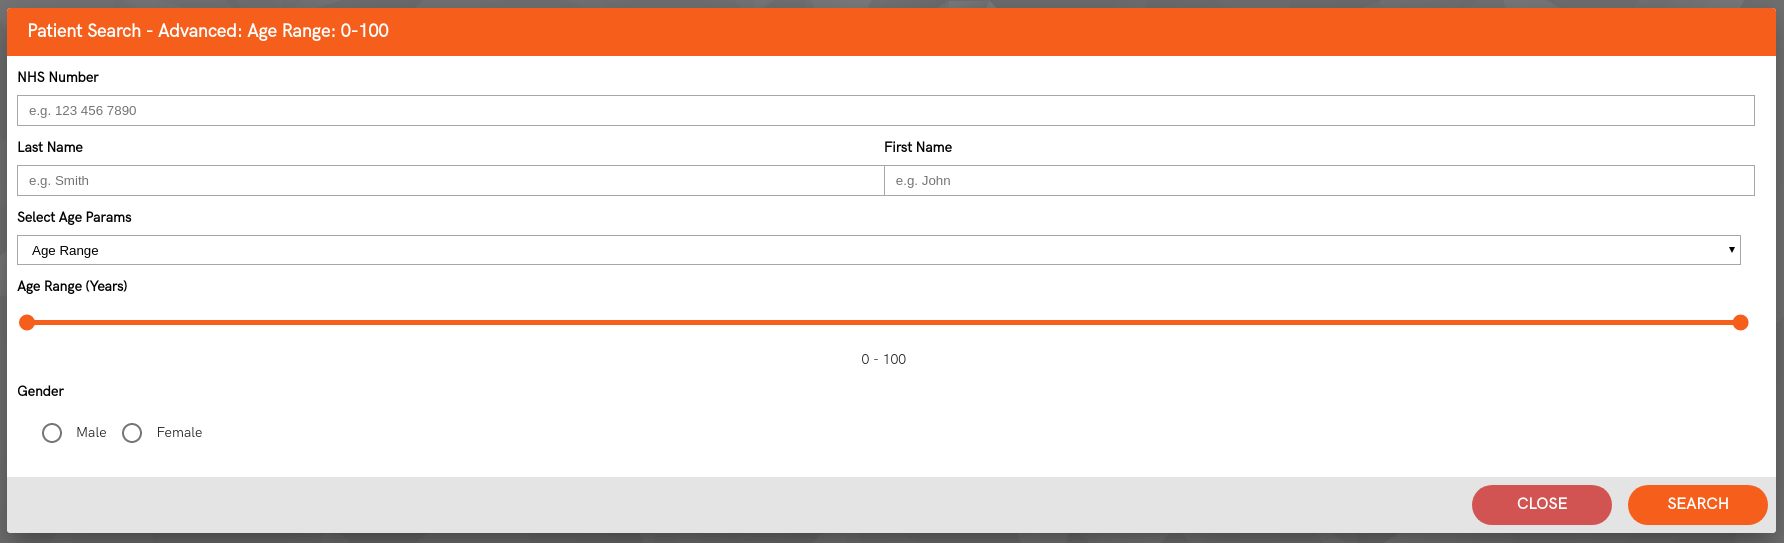 Patient Search - Advanced: Age Range: 0-100
NHS Number
e.g. 123 456 7890
Last Name First Name
e.g. Smith e.g. John
Select Age Params
Age Range
Age Range (Years)
0 - 100
Gender
Male Female
CLOSE SEARCH